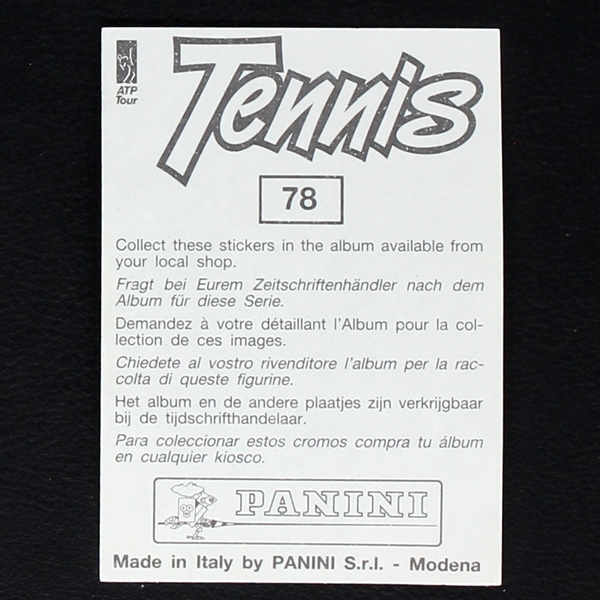 ATP
Tour
Tennis
78
Collect these stickers in the album available from
your local shop.
Fragt bei Eurem Zeitschriftenhändler nach dem
Album für diese Serie.
Demandez à votre détaillant l'Album pour la col-
lection de ces images.
Chiedete al vostro rivenditore l'album per la rac-
colta di queste figurine.
Het album en de andere plaatjes zijn verkrijgbaar
bij de tijdschrifthandelaar.
Para coleccionar estos cromos compra tu álbum
en cualquier kiosco.
PANINI
Made in Italy by PANINI S.r.l. - Modena